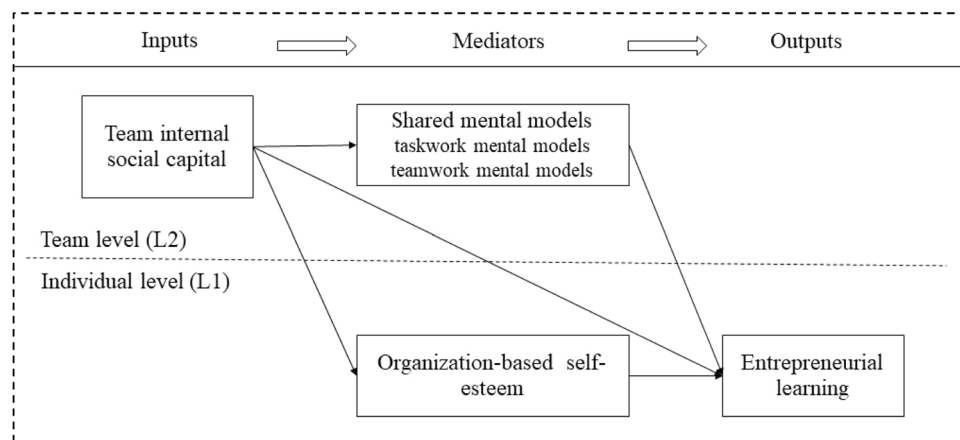 Inputs
Mediators
Outputs
Team internal
social capital
Shared mental models
taskwork mental models
teamwork mental models
Team level (L2)
Individual level (L1)
Organization-based self-
esteem
Entrepreneurial
learning